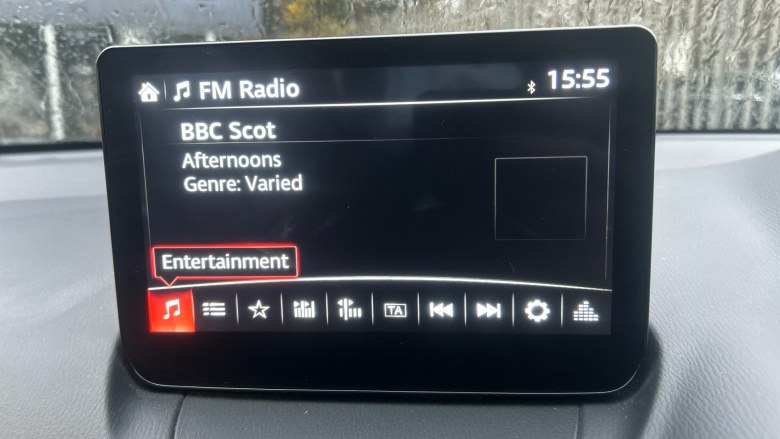 FM Radio 15:55
BBC Scot
Afternoons
Genre: Varied
Entertainment
TA